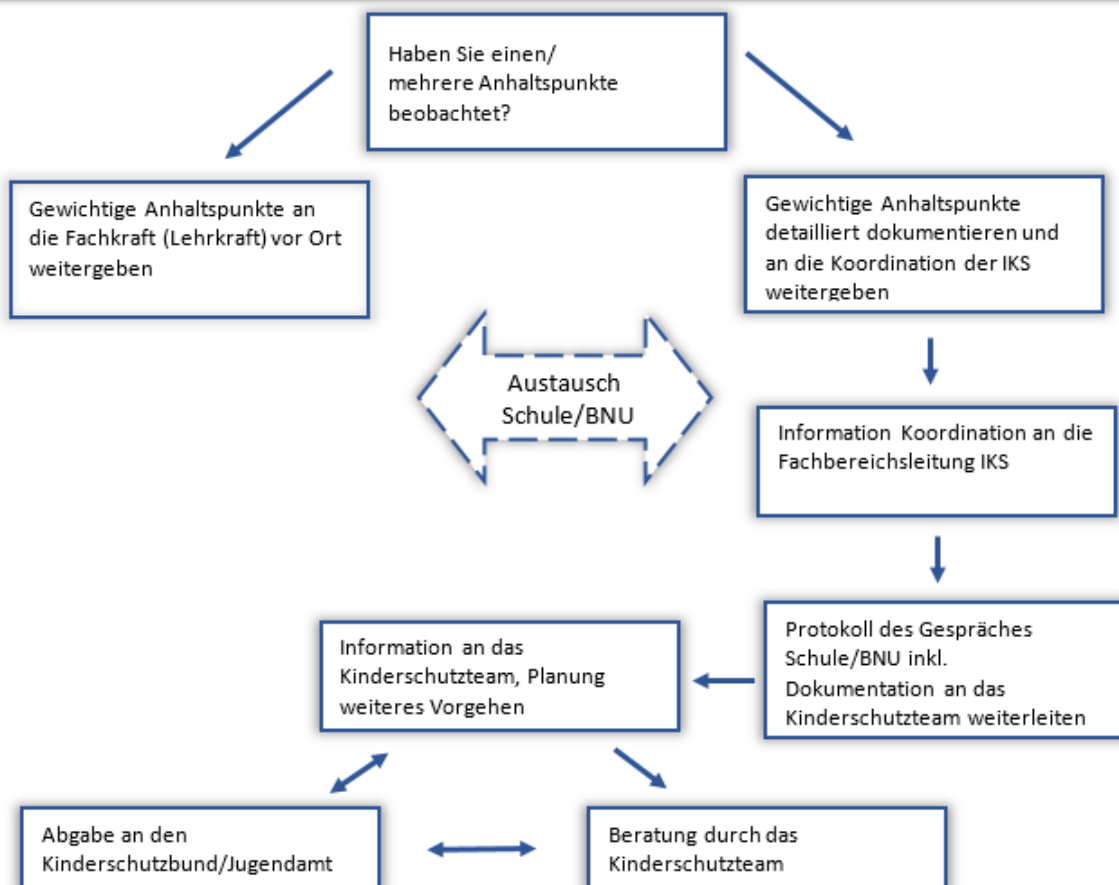 Haben Sie einen/
mehrere Anhaltspunkte
beobachtet?
Gewichtige Anhaltspunkte an
die Fachkraft (Lehrkraft) vor Ort
weitergeben
Gewichtige Anhaltspunkte
detailliert dokumentieren und
an die Koordination der IKS
weitergeben
Austausch
Schule/BNU
Information Koordination an die
Fachbereichsleitung IKS
Protokoll des Gespräches
Schule/BNU inkl.
Dokumentation an das
Kinderschutzteam weiterleiten
Information an das
Kinderschutzteam, Planung
weiteres Vorgehen
Abgabe an den
Kinderschutzbund/Jugendamt
Beratung durch das
Kinderschutzteam